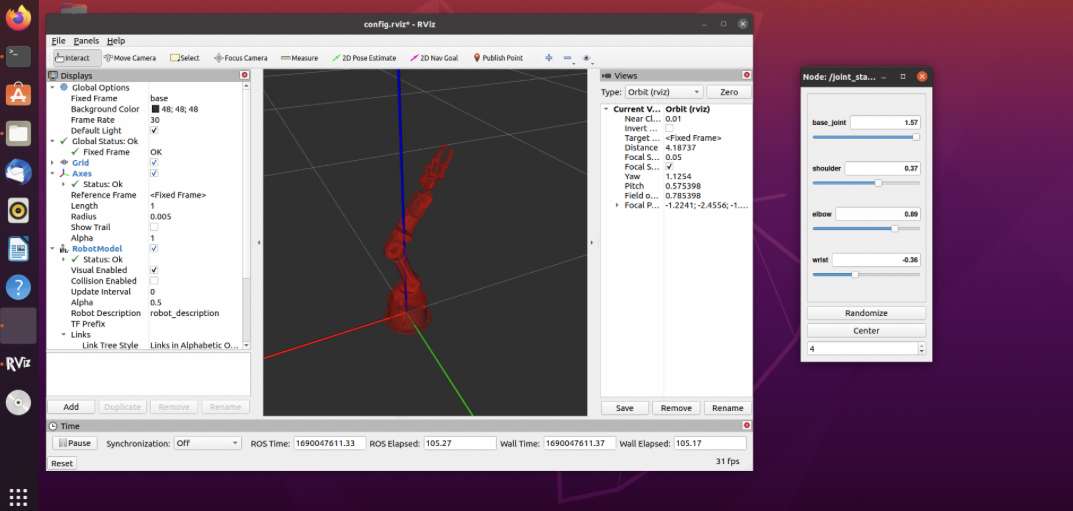 config.rviz* - RViz
File Panels Help
Interact Move Camera Select Focus Camera Measure 2D Pose Estimate 2D Nav Goal Publish Point
Displays
Global Options
Fixed Frame base
Background Color 48; 48; 48
Frame Rate 30
Default Light
Global Status: Ok
Fixed Frame OK
Grid
Axes
Status: Ok
Reference Frame <Fixed Frame>
Length 1
Radius 0.005
Show Trail
Alpha 1
RobotModel
Status: Ok
Visual Enabled
Collision Enabled
Update Interval 0
Alpha 0.5
Robot Description robot_description
TF Prefix
Links
Link Tree Style Links in Alphabetic O...
Add Duplicate Remove Rename
Views
Type: Orbit (rviz) Zero
Current V... Orbit (rviz)
Near Cl... 0.01
Invert ...
Target ... <Fixed Frame>
Distance 4.18737
Focal S... 0.05
Focal S...
Yaw 1.1254
Pitch 0.575398
Field o... 0.785398
Focal P... -1.2241; -2.4556; -1....
Save Remove Rename
Time
Pause Synchronization: Off ROS Time: 1690047611.33 ROS Elapsed: 105.27 Wall Time: 1690047611.37 Wall Elapsed: 105.17
Reset 31 fps
Node: /joint_sta...
base_joint 1.57
shoulder 0.37
elbow 0.89
wrist -0.36
Randomize
Center
4
RViz